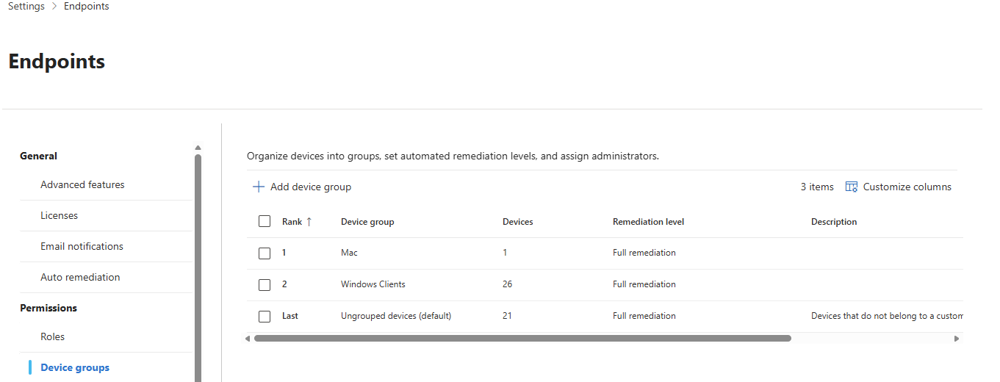 Settings > Endpoints
Endpoints
General
Advanced features
Licenses
Email notifications
Auto remediation
Permissions
Roles
Device groups
Organize devices into groups, set automated remediation levels, and assign administrators.
Add device group 3 items Customize columns
Rank ↑ Device group Devices Remediation level Description
1 Mac 1 Full remediation
2 Windows Clients 26 Full remediation
Last Ungrouped devices (default) 21 Full remediation Devices that do not belong to a custom